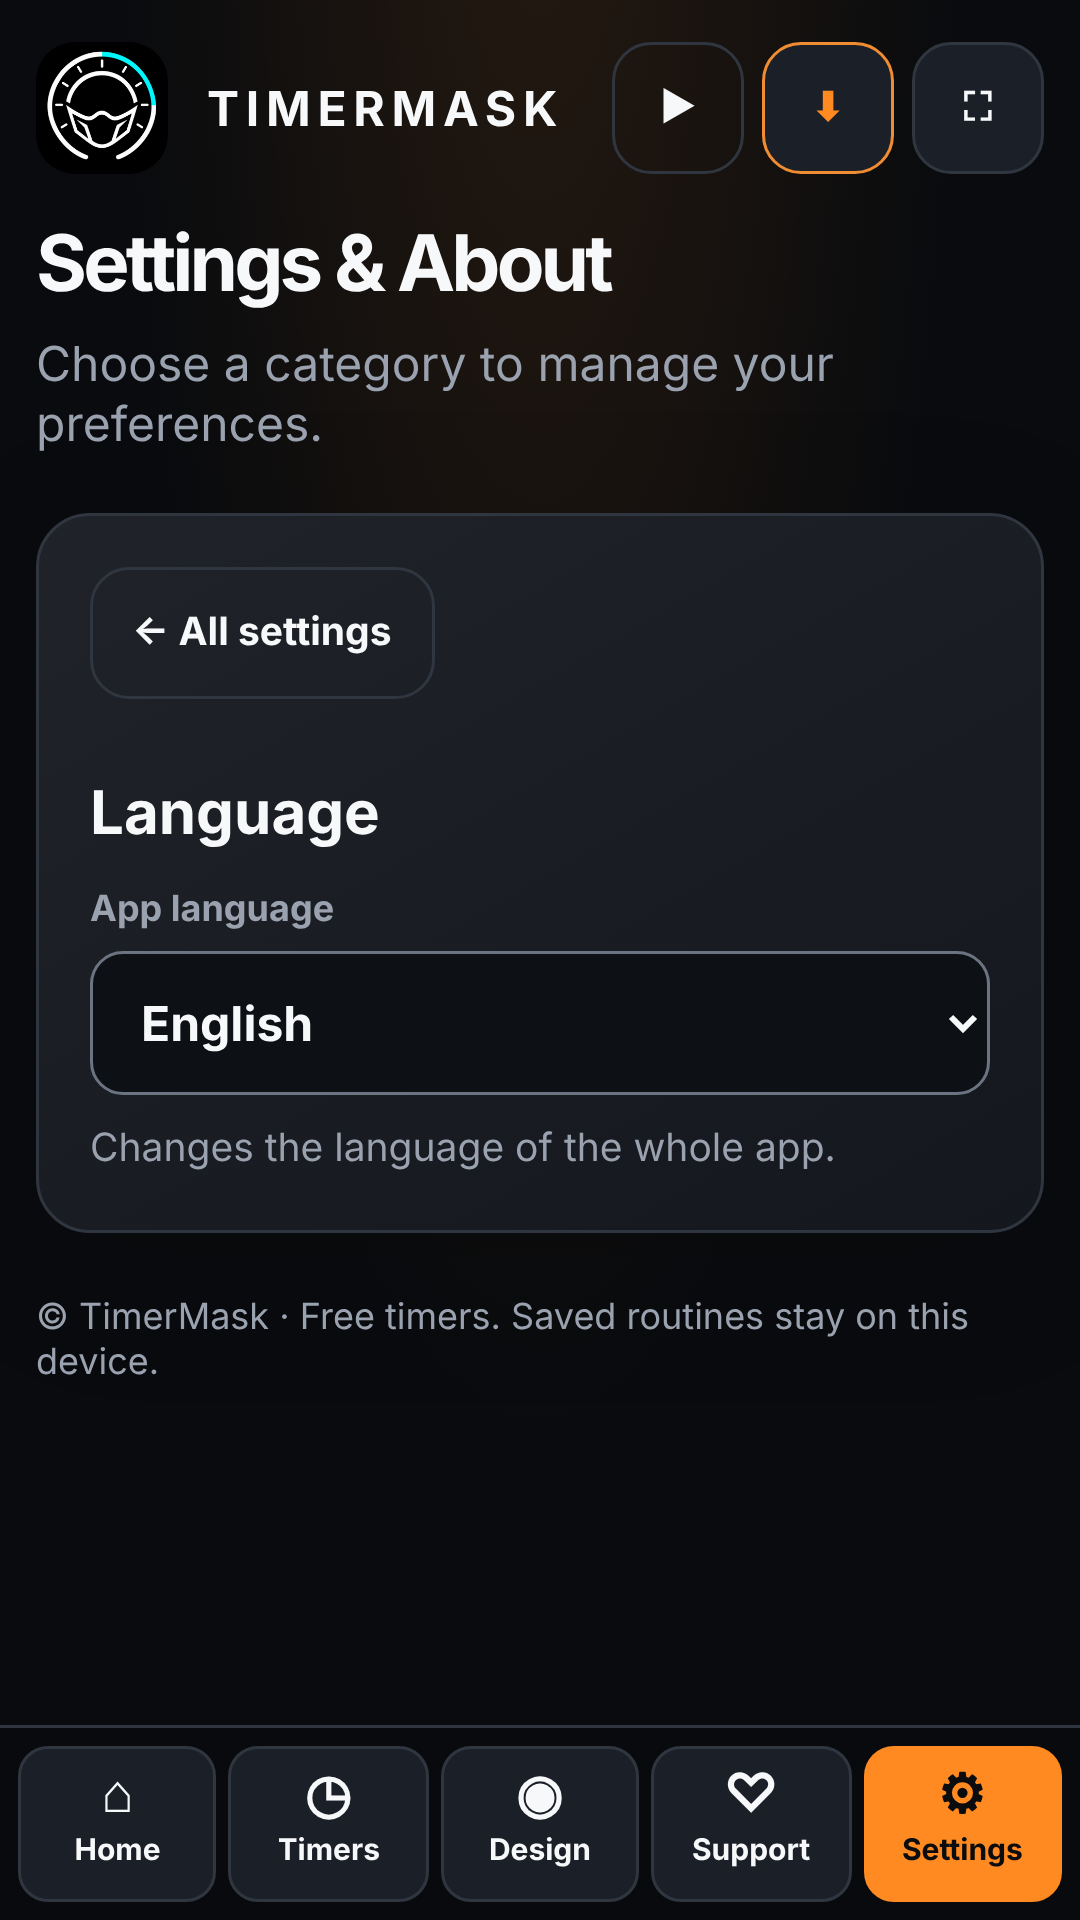 TIMERMASK
Settings & About
Choose a category to manage your
preferences.
← All settings
Language
App language
English
Changes the language of the whole app.
© TimerMask · Free timers. Saved routines stay on this
device.
Home
Timers
Design
Support
Settings